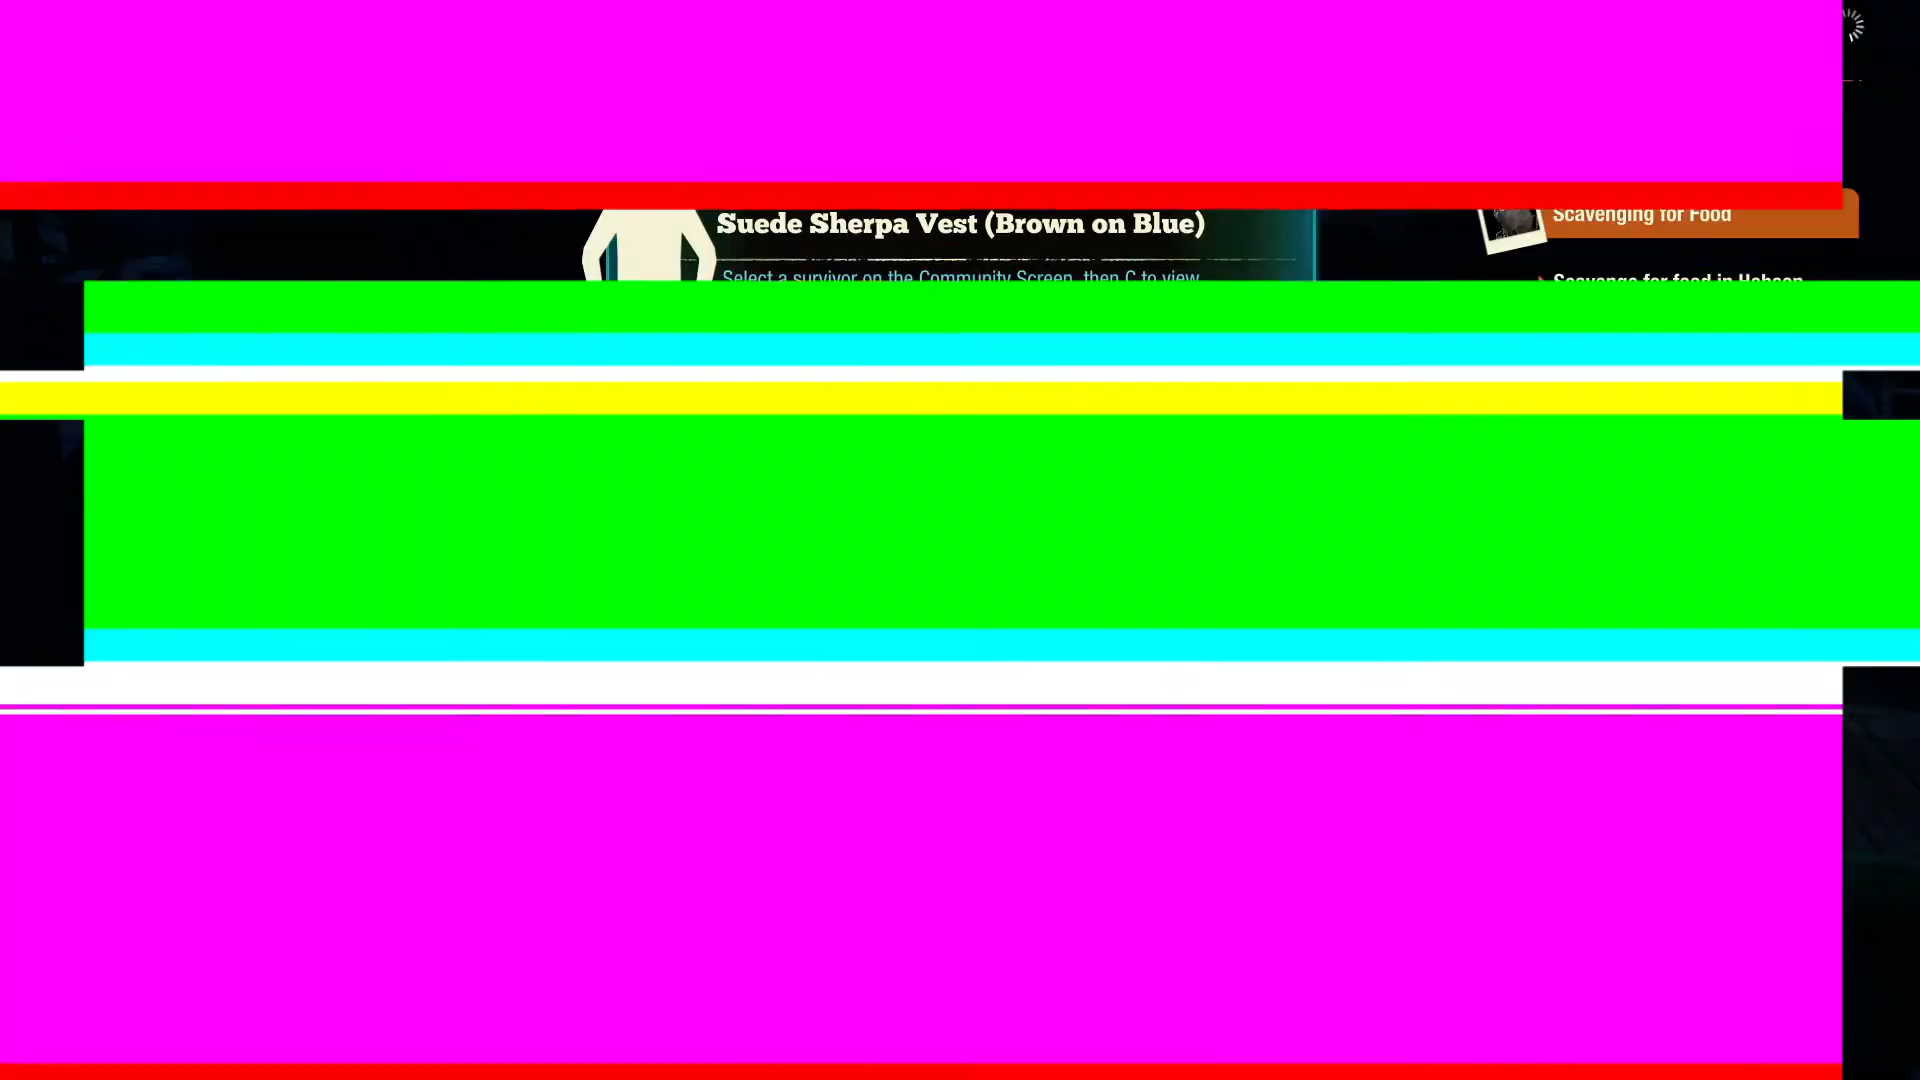 Suede Sherpa Vest (Brown on Blue)
Scavenging for Food
Select a survivor on the Community Screen, then C to view
Scavenge for food in Hobson